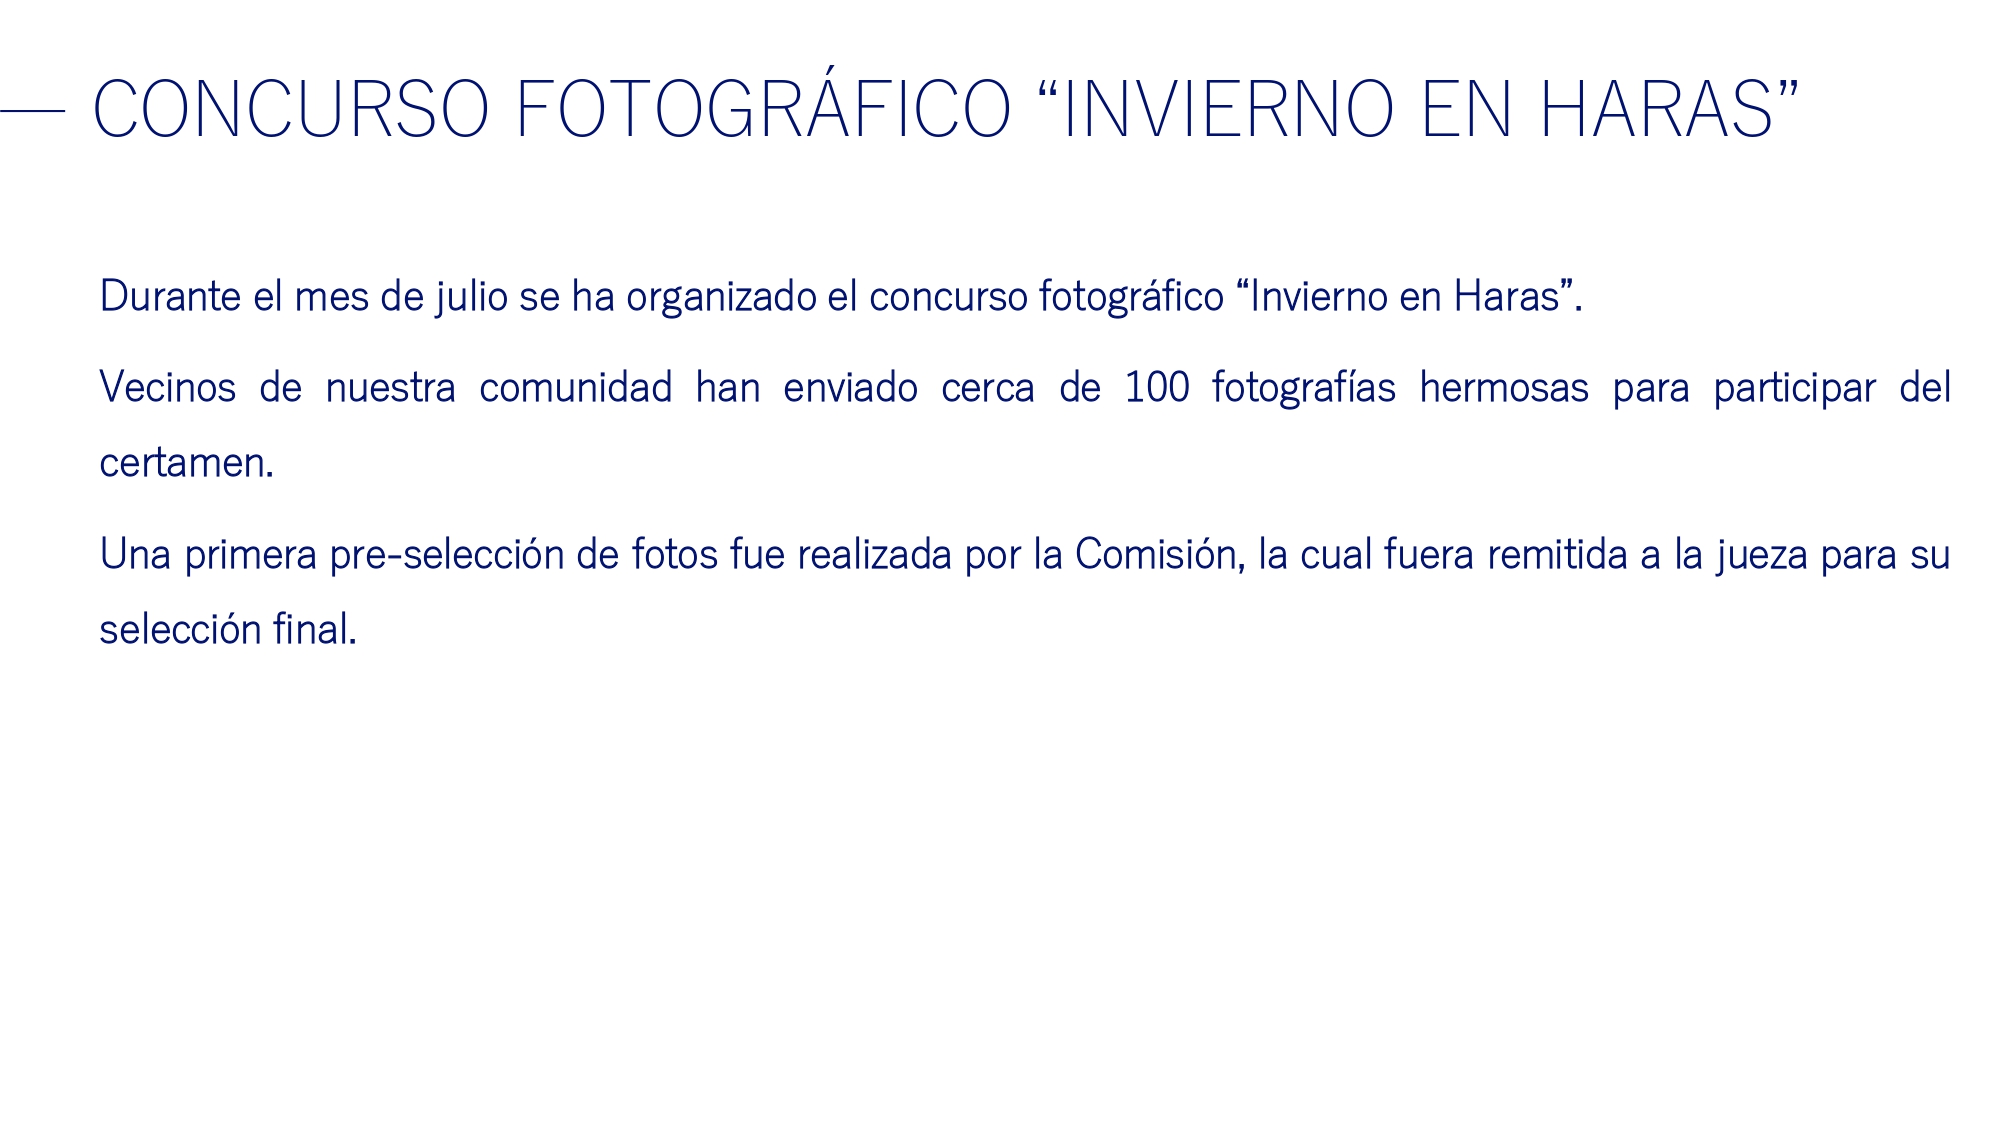 CONCURSO FOTOGRÁFICO “INVIERNO EN HARAS”
Durante el mes de julio se ha organizado el concurso fotográfico “Invierno en Haras”.
Vecinos de nuestra comunidad han enviado cerca de 100 fotografías hermosas para participar del
certamen.
Una primera pre-selección de fotos fue realizada por la Comisión, la cual fuera remitida a la jueza para su
selección final.